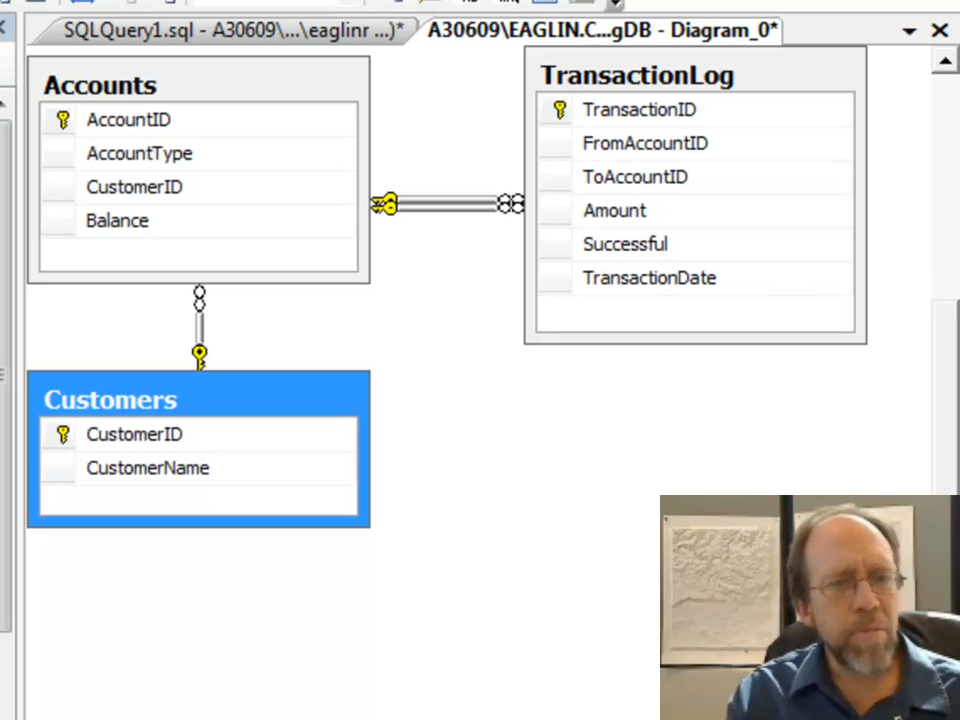 SQLQuery1.sql - A30609\...\eaglinr ...)*
A30609\EAGLIN.C...gDB - Diagram_0*
Accounts
AccountID
AccountType
CustomerID
Balance
TransactionLog
TransactionID
FromAccountID
ToAccountID
Amount
Successful
TransactionDate
Customers
CustomerID
CustomerName